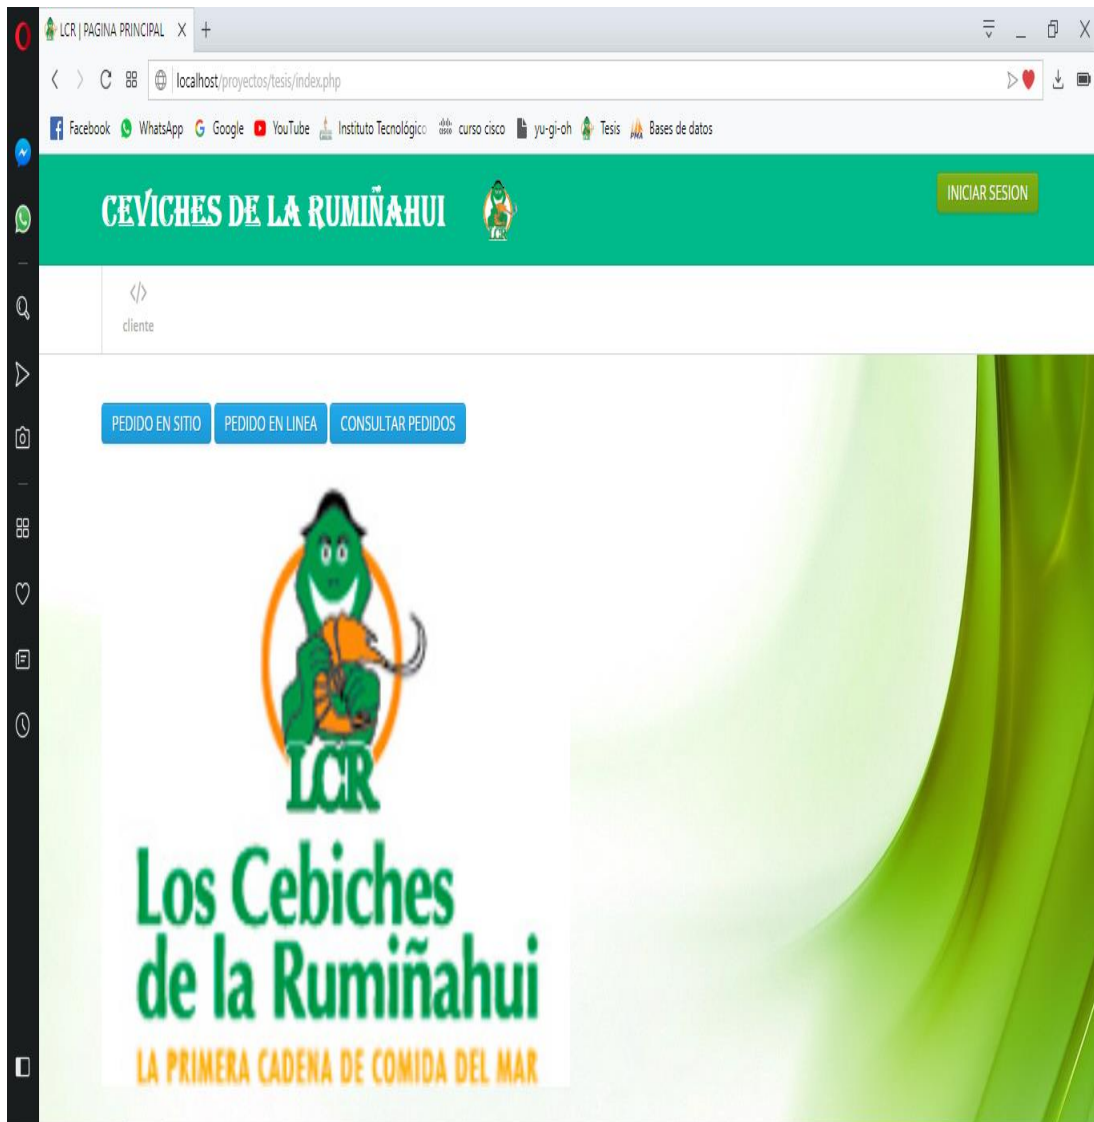 LCR | PAGINA PRINCIPAL
localhost/proyectos/tesis/index.php
Facebook WhatsApp Google YouTube Instituto Tecnológico curso cisco yu-gi-oh Tesis Bases de datos
CEVICHES DE LA RUMIÑAHUI
INICIAR SESION
</>
cliente
PEDIDO EN SITIO PEDIDO EN LINEA CONSULTAR PEDIDOS
LCR
Los Cebiches
de la Rumiñahui
LA PRIMERA CADENA DE COMIDA DEL MAR